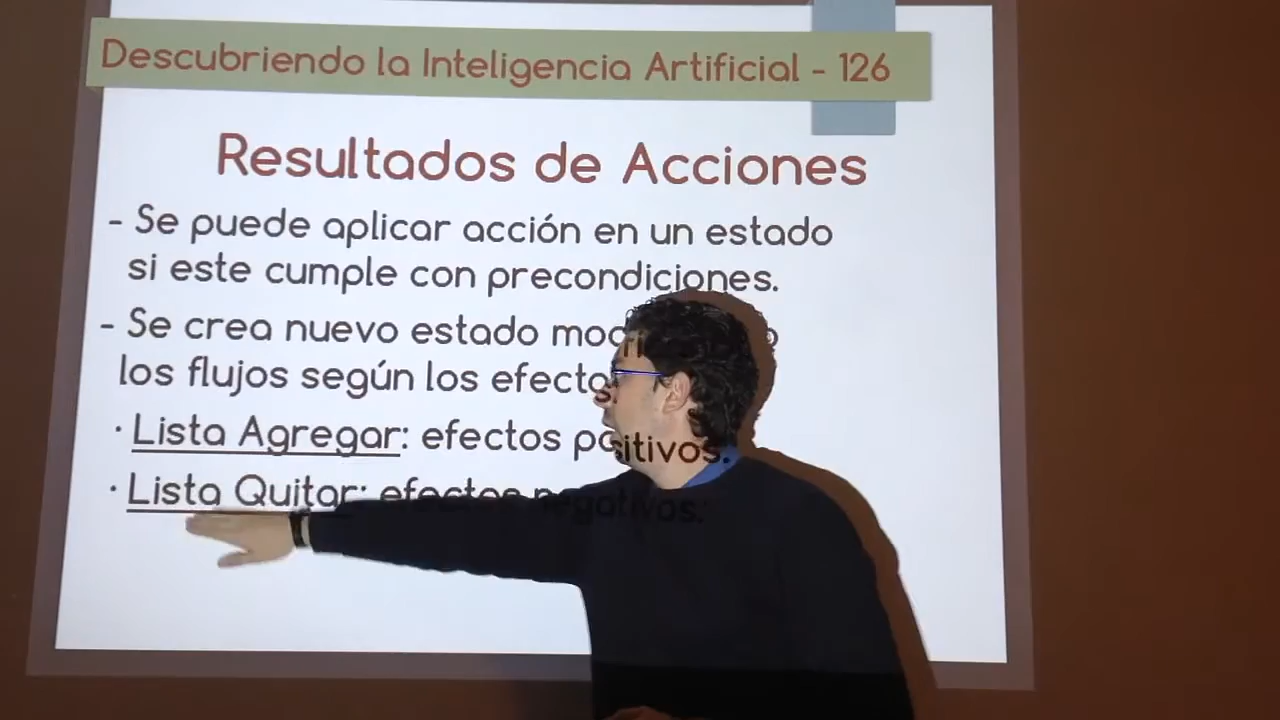 Descubriendo la Inteligencia Artificial - 126
Resultados de Acciones
- Se puede aplicar acción en un estado
si este cumple con precondiciones.
- Se crea nuevo estado
los flujos según los efectos.
· Lista Agregar: efectos positivos.
· Lista Quitar: efectos negativos.